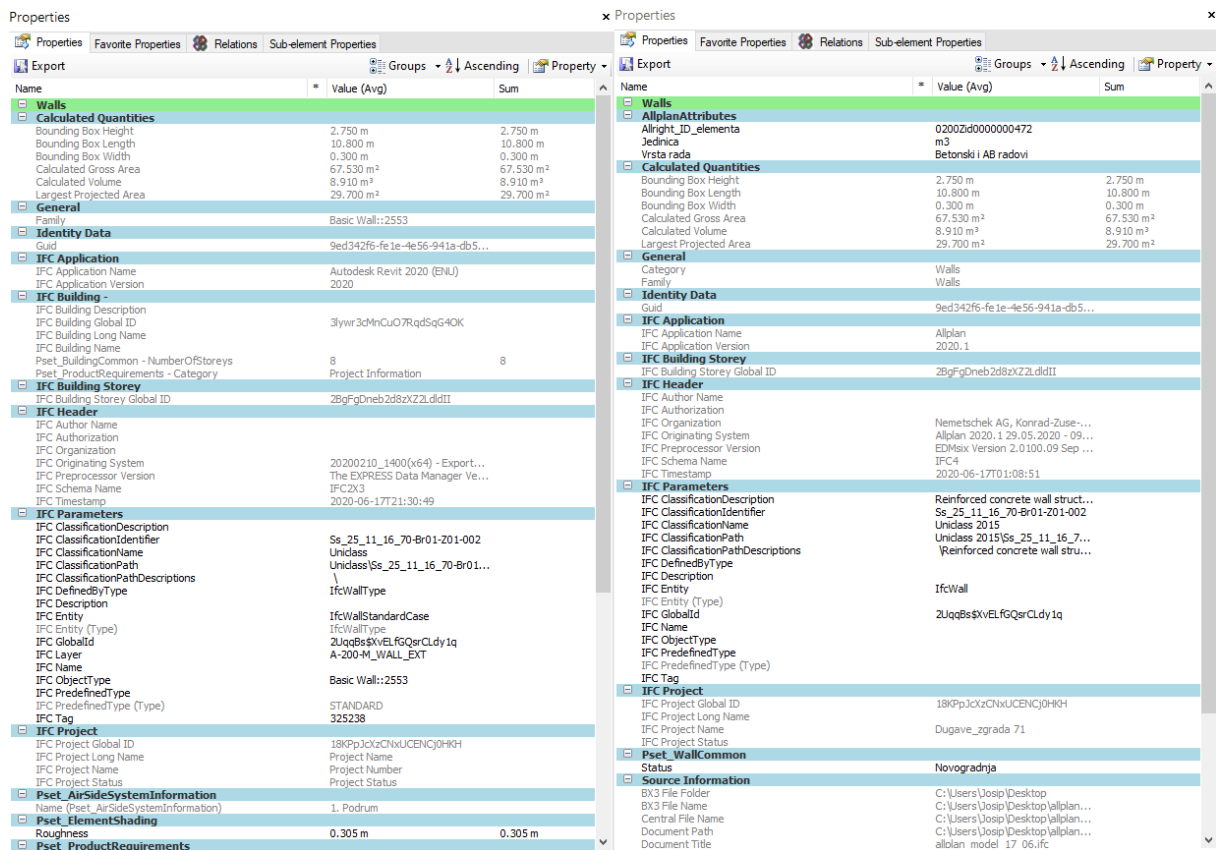 Properties
Properties Favorite Properties Relations Sub-element Properties
Export Groups Ascending Property
Name * Value (Avg) Sum
Walls
Calculated Quantities
Bounding Box Height 2.750 m 2.750 m
Bounding Box Length 10.800 m 10.800 m
Bounding Box Width 0.300 m 0.300 m
Calculated Gross Area 67.530 m² 67.530 m²
Calculated Volume 8.910 m³ 8.910 m³
Largest Projected Area 29.700 m² 29.700 m²
General
Family Basic Wall::2553
Identity Data
Guid 9ed342f6-fe1e-4e56-941a-db5...
IFC Application
IFC Application Name Autodesk Revit 2020 (ENU)
IFC Application Version 2020
IFC Building -
IFC Building Description
IFC Building Global ID 3lywr3cMnCuO7RqdSqG4OK
IFC Building Long Name
IFC Building Name
Pset_BuildingCommon - NumberOfStoreys 8 8
Pset_ProductRequirements - Category Project Information
IFC Building Storey
IFC Building Storey Global ID 2BgFgDneb2d8zXZ2LdldII
IFC Header
IFC Author Name
IFC Authorization
IFC Organization
IFC Originating System 20200210_1400(x64) - Export...
IFC Preprocessor Version The EXPRESS Data Manager Ve...
IFC Schema Name IFC2X3
IFC Timestamp 2020-06-17T21:30:49
IFC Parameters
IFC ClassificationDescription
IFC ClassificationIdentifier Ss_25_11_16_70-Br01-Z01-002
IFC ClassificationName Uniclass
IFC ClassificationPath Uniclass\Ss_25_11_16_70-Br01...
IFC ClassificationPathDescriptions \
IFC DefinedByType IfcWallType
IFC Description
IFC Entity IfcWallStandardCase
IFC Entity (Type) IfcWallType
IFC GlobalId 2UqqBs$XvELfGQsrCLdy1q
IFC Layer A-200-M_WALL_EXT
IFC Name
IFC ObjectType Basic Wall::2553
IFC PredefinedType
IFC PredefinedType (Type) STANDARD
IFC Tag 325238
IFC Project
IFC Project Global ID 18KPpJcXzCNxUCENCj0HKH
IFC Project Long Name Project Name
IFC Project Name Project Number
IFC Project Status Project Status
Pset_AirSideSystemInformation
Name (Pset_AirSideSystemInformation) 1. Podrum
Pset_ElementShading
Roughness 0.305 m 0.305 m
Pset_ProductRequirements
Properties
Properties Favorite Properties Relations Sub-element Properties
Export Groups Ascending Property
Name * Value (Avg) Sum
Walls
AllplanAttributes
Allright_ID_elementa 0200Zid0000000472
Jedinica m3
Vrsta rada Betonski i AB radovi
Calculated Quantities
Bounding Box Height 2.750 m 2.750 m
Bounding Box Length 10.800 m 10.800 m
Bounding Box Width 0.300 m 0.300 m
Calculated Gross Area 67.530 m² 67.530 m²
Calculated Volume 8.910 m³ 8.910 m³
Largest Projected Area 29.700 m² 29.700 m²
General
Category Walls
Family Walls
Identity Data
Guid 9ed342f6-fe1e-4e56-941a-db5...
IFC Application
IFC Application Name Allplan
IFC Application Version 2020.1
IFC Building Storey
IFC Building Storey Global ID 2BgFgDneb2d8zXZ2LdldII
IFC Header
IFC Author Name
IFC Authorization
IFC Organization Nemetschek AG, Konrad-Zuse-...
IFC Originating System Allplan 2020.1 29.05.2020 - 09...
IFC Preprocessor Version EDMsix Version 2.0100.09 Sep ...
IFC Schema Name IFC4
IFC Timestamp 2020-06-17T01:08:51
IFC Parameters
IFC ClassificationDescription Reinforced concrete wall struct...
IFC ClassificationIdentifier Ss_25_11_16_70-Br01-Z01-002
IFC ClassificationName Uniclass 2015
IFC ClassificationPath Uniclass 2015\Ss_25_11_16_7...
IFC ClassificationPathDescriptions \Reinforced concrete wall stru...
IFC DefinedByType
IFC Description
IFC Entity IfcWall
IFC Entity (Type)
IFC GlobalId 2UqqBs$XvELfGQsrCLdy1q
IFC Name
IFC ObjectType
IFC PredefinedType
IFC PredefinedType (Type)
IFC Tag
IFC Project
IFC Project Global ID 18KPpJcXzCNxUCENCj0HKH
IFC Project Long Name
IFC Project Name Dugave_zgrada 71
IFC Project Status
Pset_WallCommon
Status Novogradnja
Source Information
BX3 File Folder C:\Users\Josip\Desktop
BX3 File Name C:\Users\Josip\Desktop\allplan...
Central File Name C:\Users\Josip\Desktop\allplan...
Document Path C:\Users\Josip\Desktop\allplan...
Document Title allplan_model_17_06.ifc